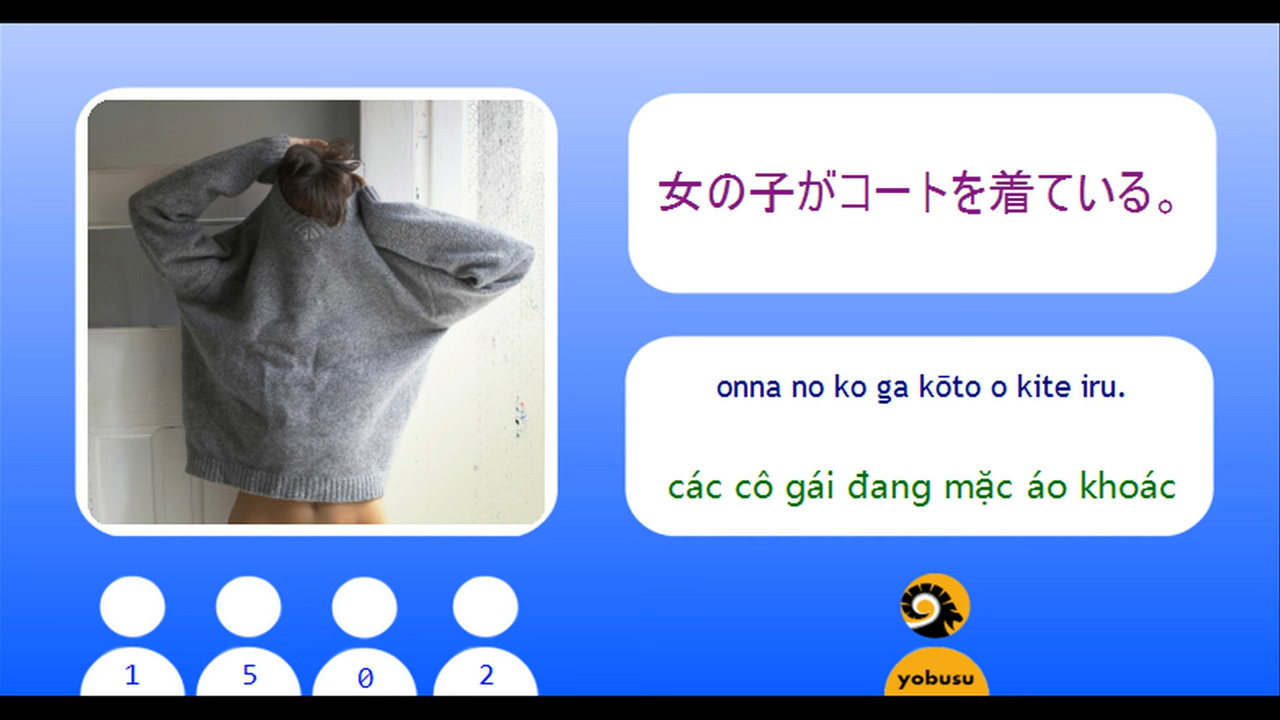 女の子がコートを着ている。
onna no ko ga kōto o kite iru.
các cô gái đang mặc áo khoác
1 5 0 2
yobusu